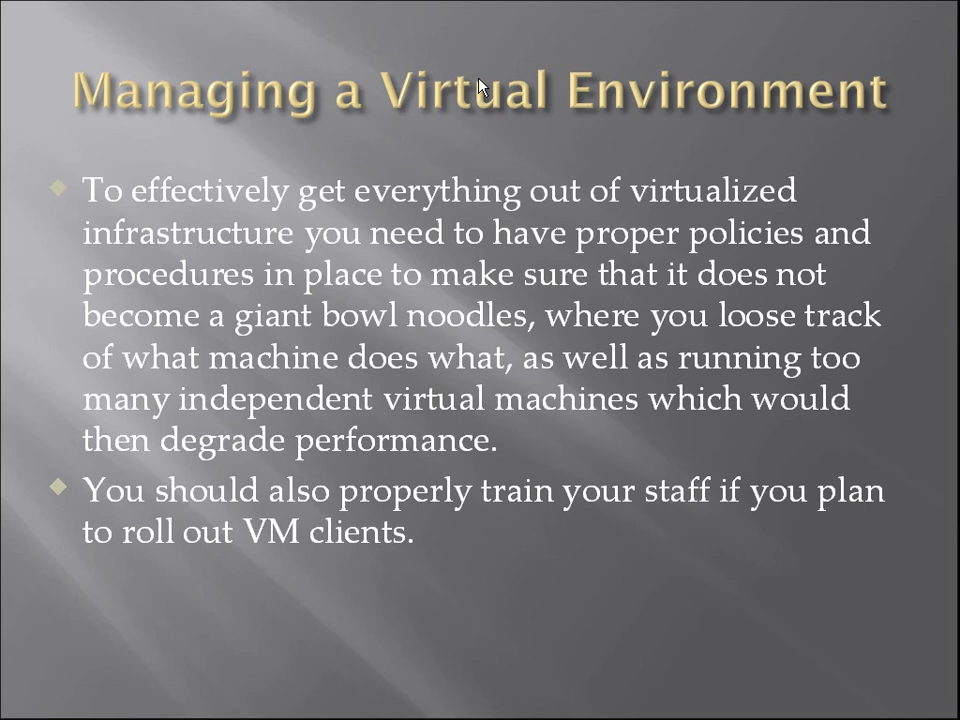 Managing a Virtual Environment
To effectively get everything out of virtualized
infrastructure you need to have proper policies and
procedures in place to make sure that it does not
become a giant bowl noodles, where you loose track
of what machine does what, as well as running too
many independent virtual machines which would
then degrade performance.
You should also properly train your staff if you plan
to roll out VM clients.